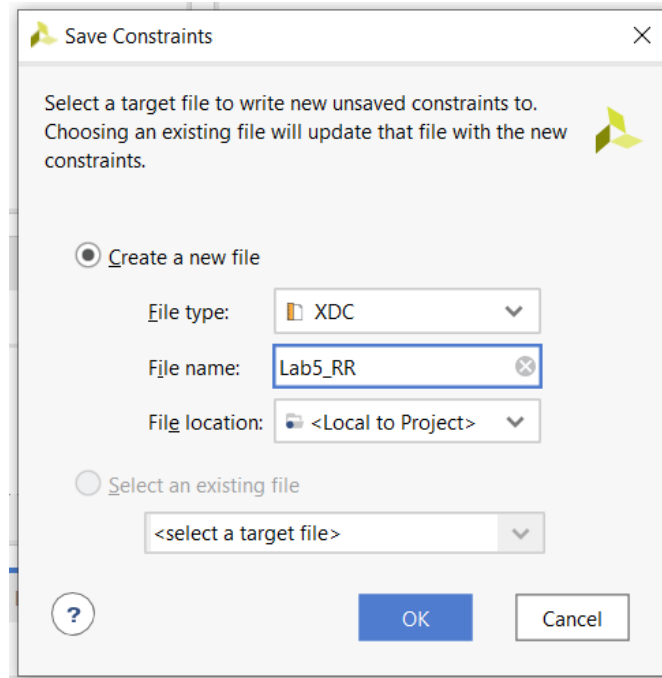 Save Constraints
Select a target file to write new unsaved constraints to.
Choosing an existing file will update that file with the new
constraints.
Create a new file
File type: XDC
File name: Lab5_RR
File location: <Local to Project>
Select an existing file
<select a target file>
? OK Cancel